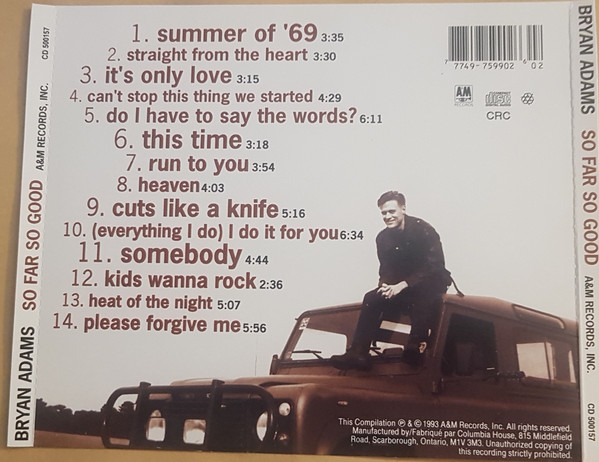 BRYAN ADAMS SO FAR SO GOOD A&M RECORDS, INC. CD 500157
1. summer of '69 3:35
2. straight from the heart 3:30
3. it's only love 3:15
4. can't stop this thing we started 4:29
5. do I have to say the words? 6:11
6. this time 3:18
7. run to you 3:54
8. heaven 4:03
9. cuts like a knife 5:16
10. (everything I do) I do it for you 6:34
11. somebody 4:44
12. kids wanna rock 2:36
13. heat of the night 5:07
14. please forgive me 5:56
7 7749-759902 6 02
A&M RECORDS
COMPACT disc DIGITAL AUDIO
CRC
This Compilation ℗ & © 1993 A&M Records, Inc. All rights reserved.
Manufactured by/Fabriqué par Columbia House, 815 Middlefield
Road, Scarborough, Ontario, M1V 3M3. Unauthorized copying of
this recording strictly prohibited.
BRYAN ADAMS SO FAR SO GOOD A&M RECORDS, INC. CD 500157